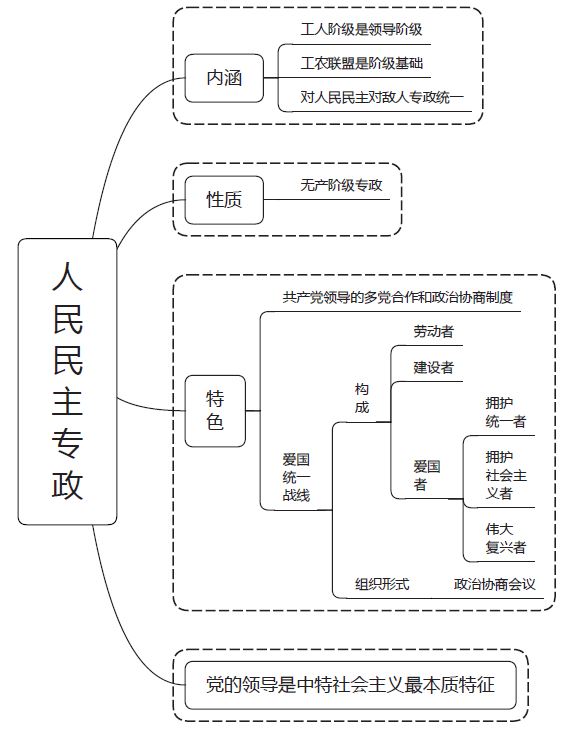 人
民
民
主
专
政
内涵
工人阶级是领导阶级
工农联盟是阶级基础
对人民民主对敌人专政统一
性质
无产阶级专政
特
色
共产党领导的多党合作和政治协商制度
爱国
统一
战线
构
成
劳动者
建设者
爱国
者
拥护
统一者
拥护
社会主
义者
伟大
复兴者
组织形式
政治协商会议
党的领导是中特社会主义最本质特征